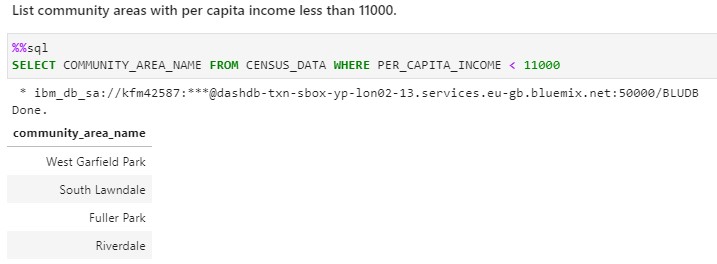 List community areas with per capita income less than 11000.
%%sql
SELECT COMMUNITY_AREA_NAME FROM CENSUS_DATA WHERE PER_CAPITA_INCOME < 11000
* ibm_db_sa://kfm42587:***@dashdb-txn-sbox-yp-lon02-13.services.eu-gb.bluemix.net:50000/BLUDB
Done.
community_area_name
West Garfield Park
South Lawndale
Fuller Park
Riverdale